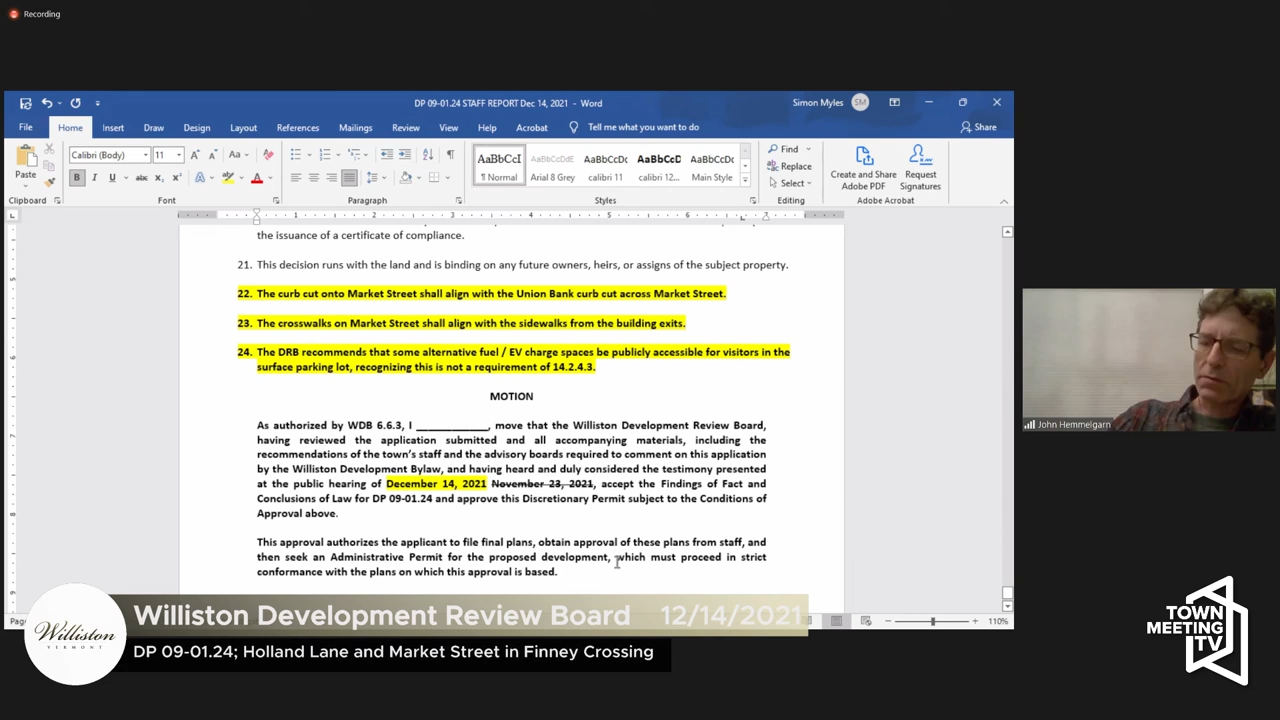 Recording
DP 09-01.24 STAFF REPORT Dec 14, 2021 - Word
Simon Myles
SM
File Home Insert Draw Design Layout References Mailings Review View Help Acrobat Tell me what you want to do Share
Paste
Calibri (Body) 11
AaBbCcI AaBbCcDdE AaBbCcDc AaBbCcD AaBbCcDc
¶ Normal Arial 8 Grey calibri 11 calibri 12... Main Style
Find
Replace
Select
Create and Share Adobe PDF
Request Signatures
Clipboard Font Paragraph Styles Editing Adobe Acrobat
1 2 3 4 5 6 7
the issuance of a certificate of compliance.
21. This decision runs with the land and is binding on any future owners, heirs, or assigns of the subject property.
22. The curb cut onto Market Street shall align with the Union Bank curb cut across Market Street.
23. The crosswalks on Market Street shall align with the sidewalks from the building exits.
24. The DRB recommends that some alternative fuel / EV charge spaces be publicly accessible for visitors in the
surface parking lot, recognizing this is not a requirement of 14.2.4.3.
MOTION
As authorized by WDB 6.6.3, I _____________, move that the Williston Development Review Board,
having reviewed the application submitted and all accompanying materials, including the
recommendations of the town's staff and the advisory boards required to comment on this application
by the Williston Development Bylaw, and having heard and duly considered the testimony presented
at the public hearing of December 14, 2021 November 23, 2021, accept the Findings of Fact and
Conclusions of Law for DP 09-01.24 and approve this Discretionary Permit subject to the Conditions of
Approval above.
This approval authorizes the applicant to file final plans, obtain approval of these plans from staff, and
then seek an Administrative Permit for the proposed development, which must proceed in strict
conformance with the plans on which this approval is based.
110%
John Hemmelgarn
Williston
VERMONT
Williston Development Review Board 12/14/2021
DP 09-01.24; Holland Lane and Market Street in Finney Crossing
TOWN
MEETING
TV